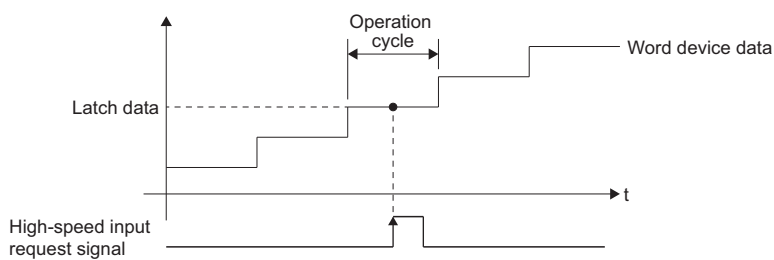 Operation
cycle
Word device data
Latch data
t
High-speed input
request signal